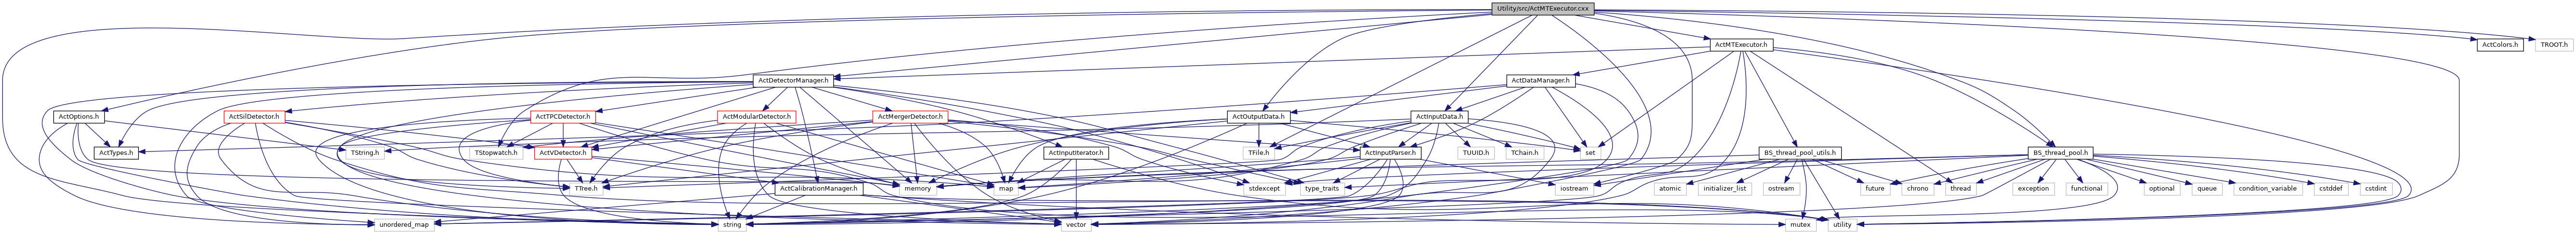 Utility/src/ActMTExecutor.cxx
ActMTExecutor.h
ActColors.h
TROOT.h
ActDetectorManager.h
ActDataManager.h
ActOptions.h
ActSilDetector.h
ActTPCDetector.h
ActModularDetector.h
ActMergerDetector.h
ActOutputData.h
ActInputData.h
ActTypes.h
TString.h
TStopwatch.h
ActVDetector.h
ActInputIterator.h
TFile.h
ActInputParser.h
TUUID.h
TChain.h
set
BS_thread_pool_utils.h
BS_thread_pool.h
TTree.h
ActCalibrationManager.h
memory
map
stdexcept
type_traits
iostream
atomic
initializer_list
ostream
future
chrono
thread
exception
functional
optional
queue
condition_variable
cstddef
cstdint
unordered_map
string
vector
mutex
utility